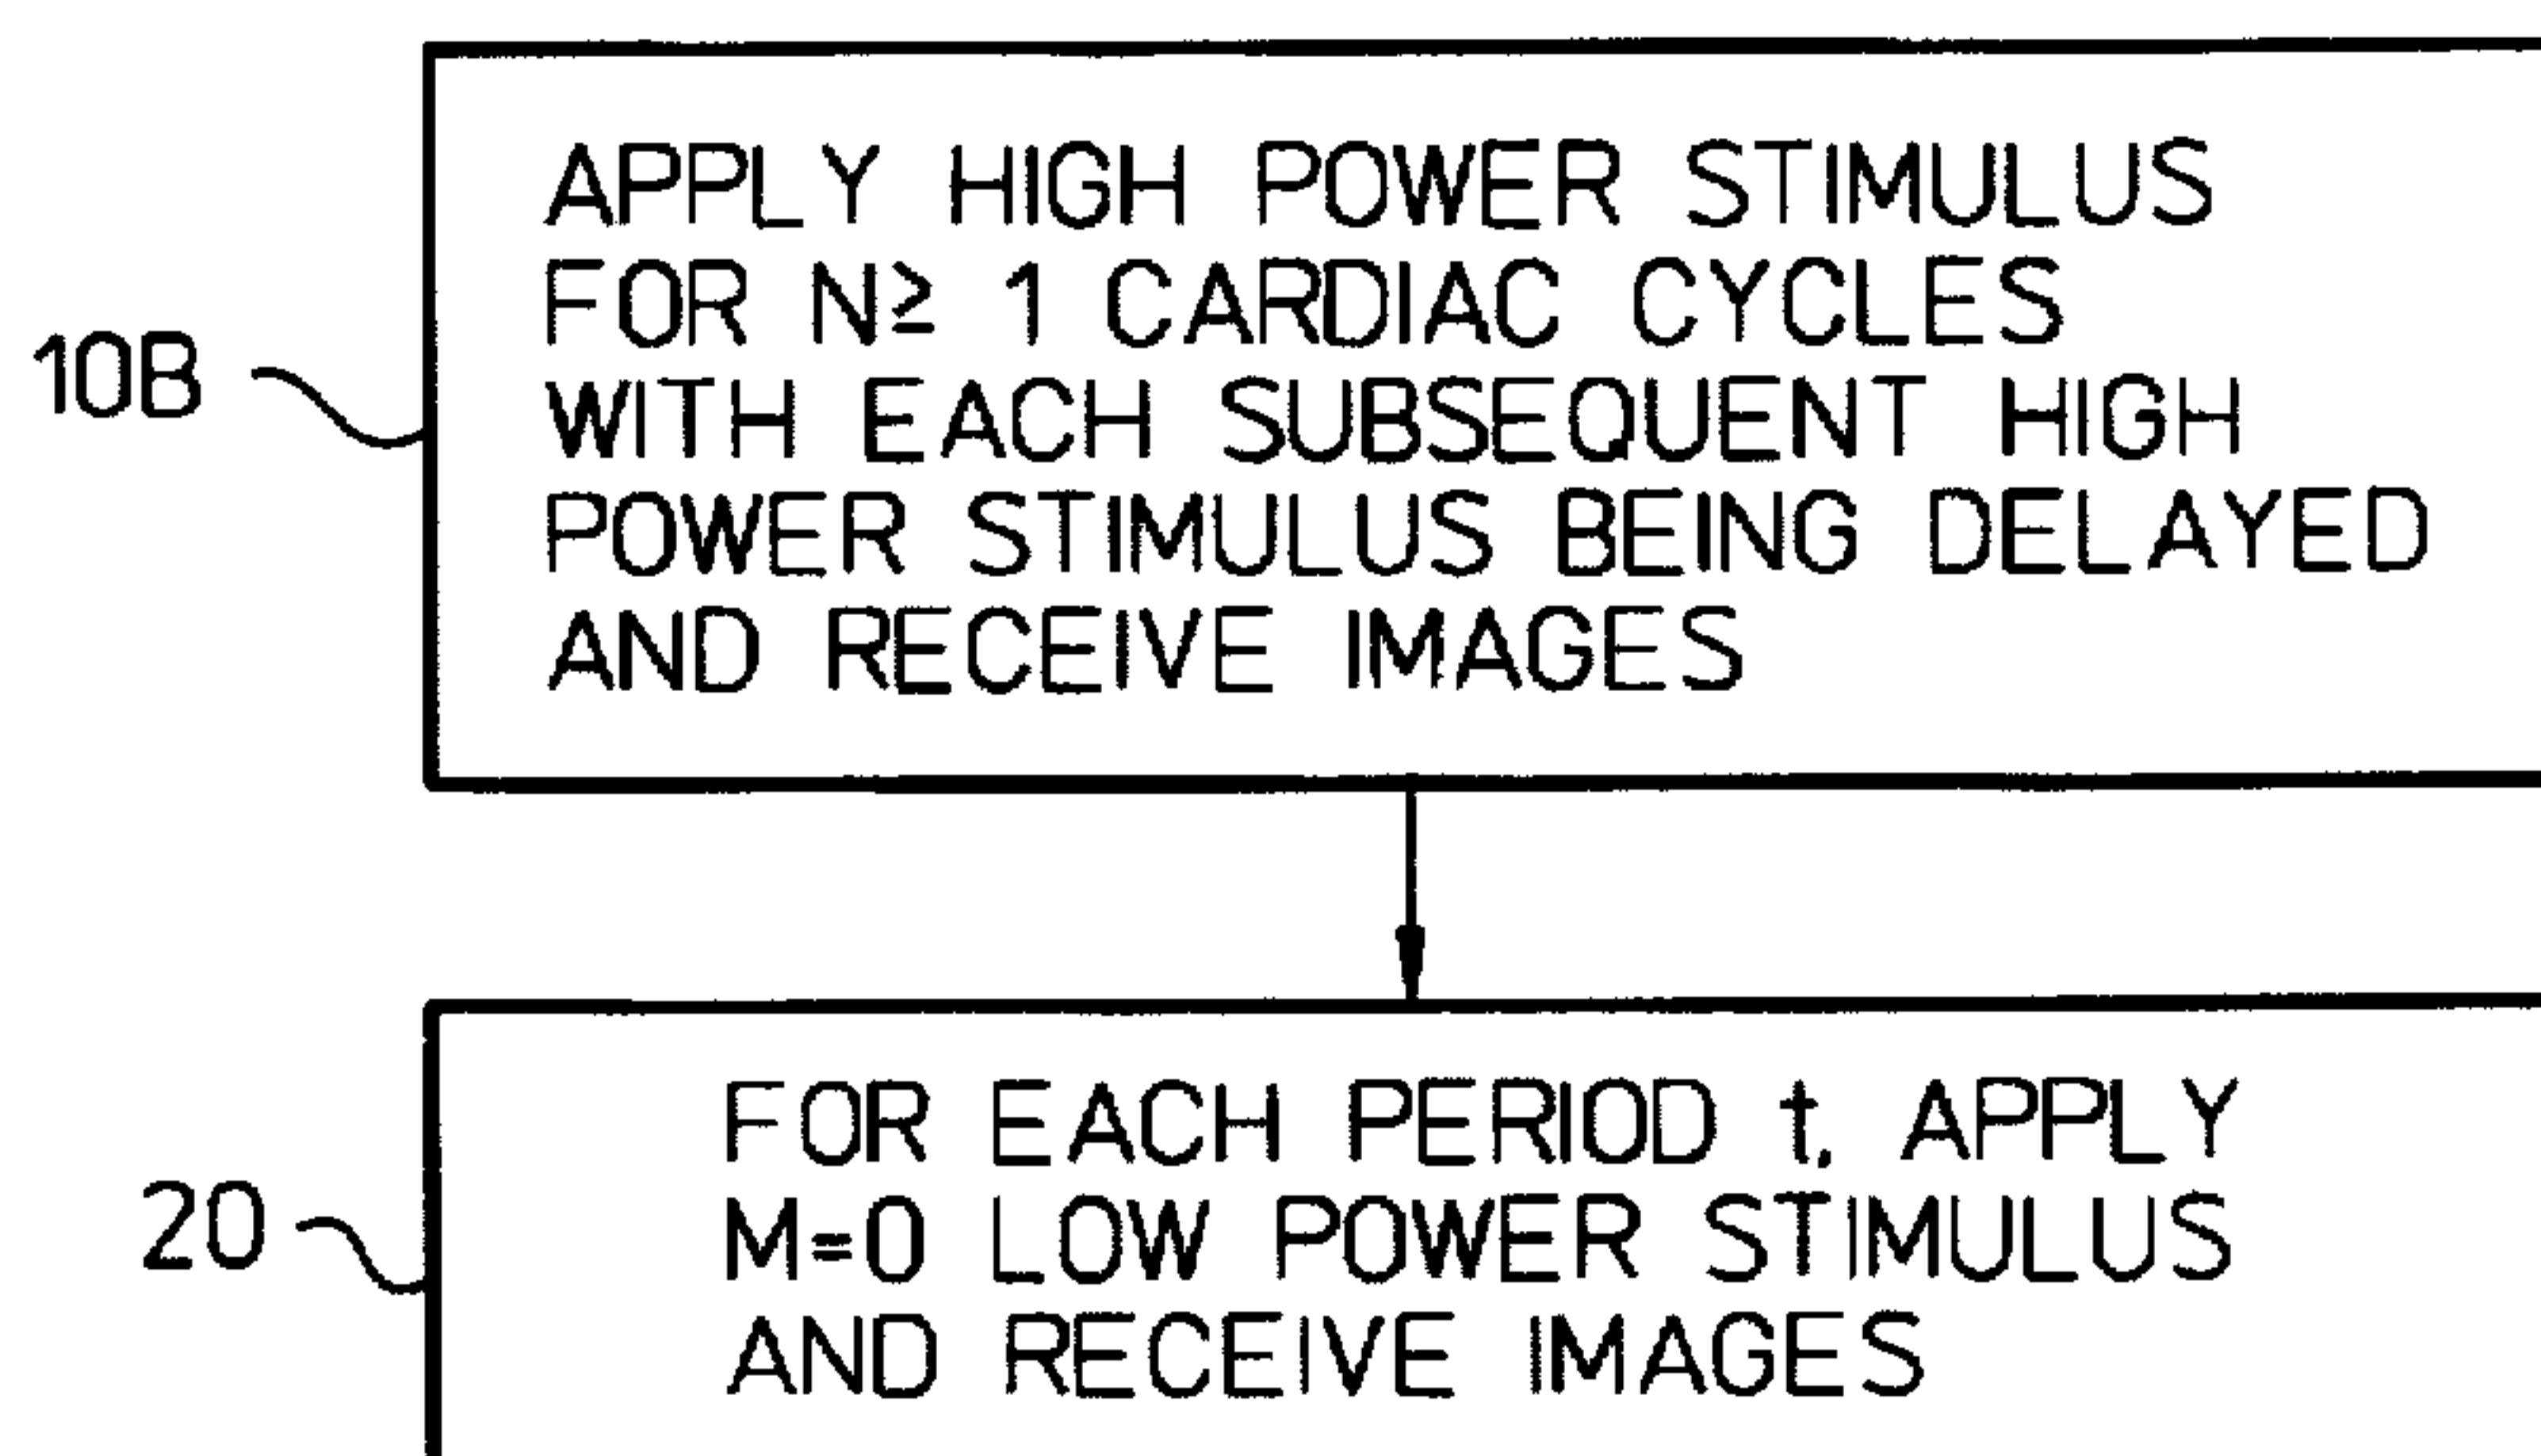 APPLY HIGH POWER STIMULUS
FOR N≥ 1 CARDIAC CYCLES
10B
WITH EACH SUBSEQUENT HIGH
POWER STIMULUS BEING DELAYED
AND RECEIVE IMAGES
FOR EACH PERIOD t, APPLY
20
M=0 LOW POWER STIMULUS
AND RECEIVE IMAGES